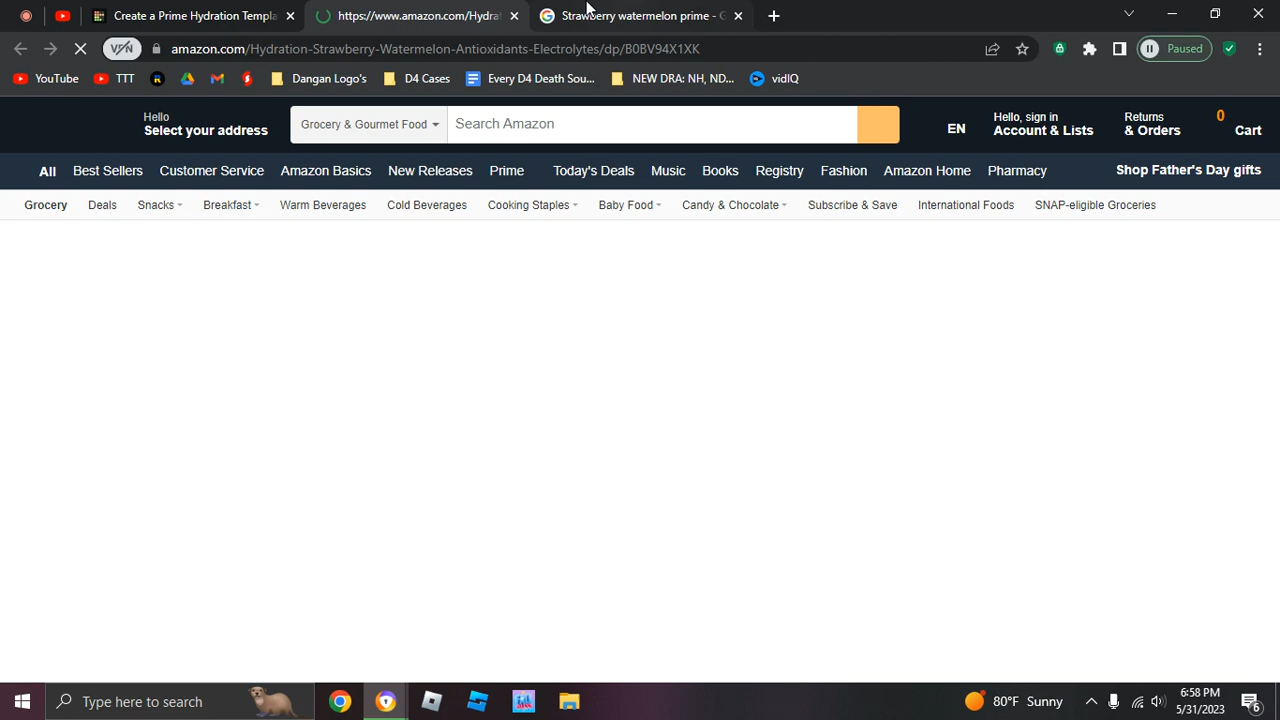 Create a Prime Hydration Templa
https://www.amazon.com/Hydra
Strawberry watermelon prime - G
VPN
amazon.com/Hydration-Strawberry-Watermelon-Antioxidants-Electrolytes/dp/B0BV94X1XK
Paused
YouTube
TTT
Dangan Logo's
D4 Cases
Every D4 Death Sou...
NEW DRA: NH, ND...
vidIQ
Hello
Select your address
Grocery & Gourmet Food
Search Amazon
EN
Hello, sign in
Account & Lists
Returns
& Orders
0
Cart
All Best Sellers Customer Service Amazon Basics New Releases Prime Today's Deals Music Books Registry Fashion Amazon Home Pharmacy Shop Father's Day gifts
Grocery Deals Snacks Breakfast Warm Beverages Cold Beverages Cooking Staples Baby Food Candy & Chocolate Subscribe & Save International Foods SNAP-eligible Groceries
Type here to search
80°F Sunny
6:58 PM
5/31/2023
6